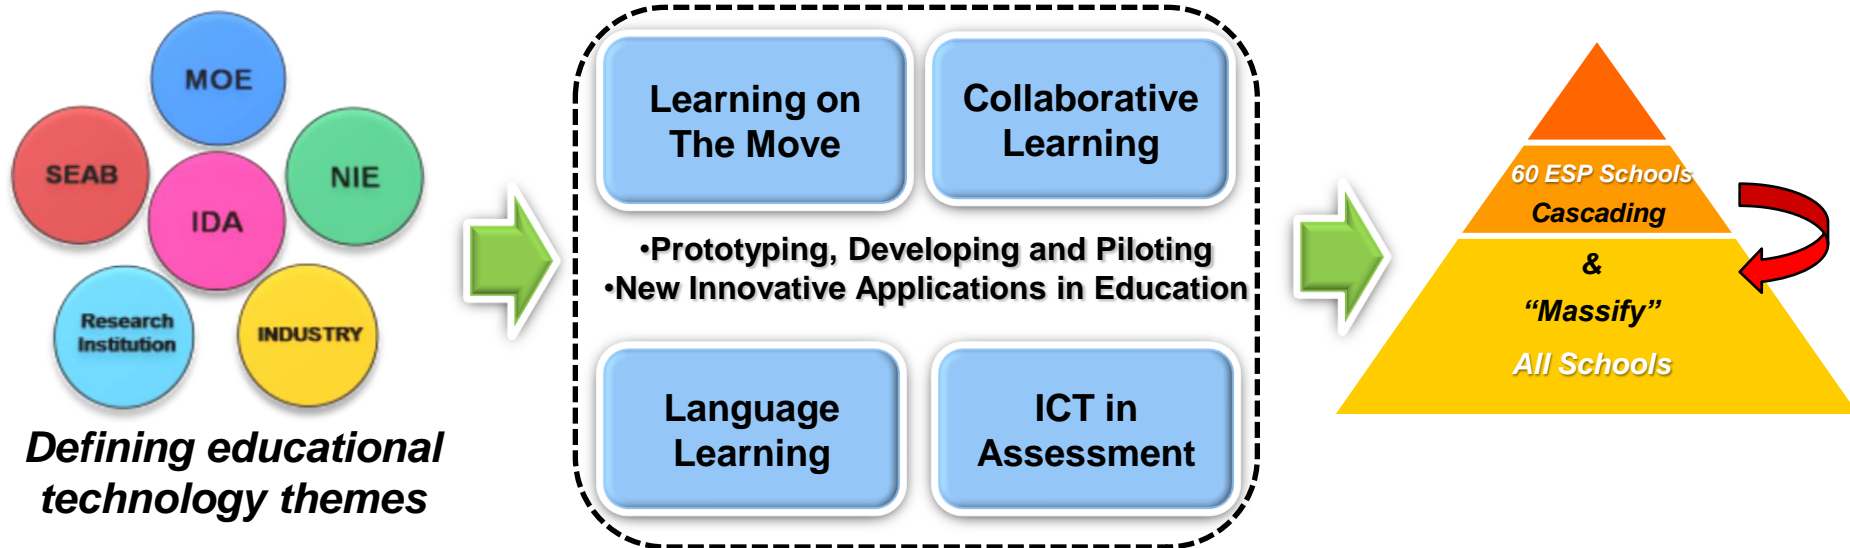 MOE
SEAB
NIE
IDA
Research
Institution
INDUSTRY
Defining educational
technology themes
Learning on
The Move
Collaborative
Learning
•Prototyping, Developing and Piloting
•New Innovative Applications in Education
Language
Learning
ICT in
Assessment
60 ESP Schools
Cascading
&
“Massify”
All Schools